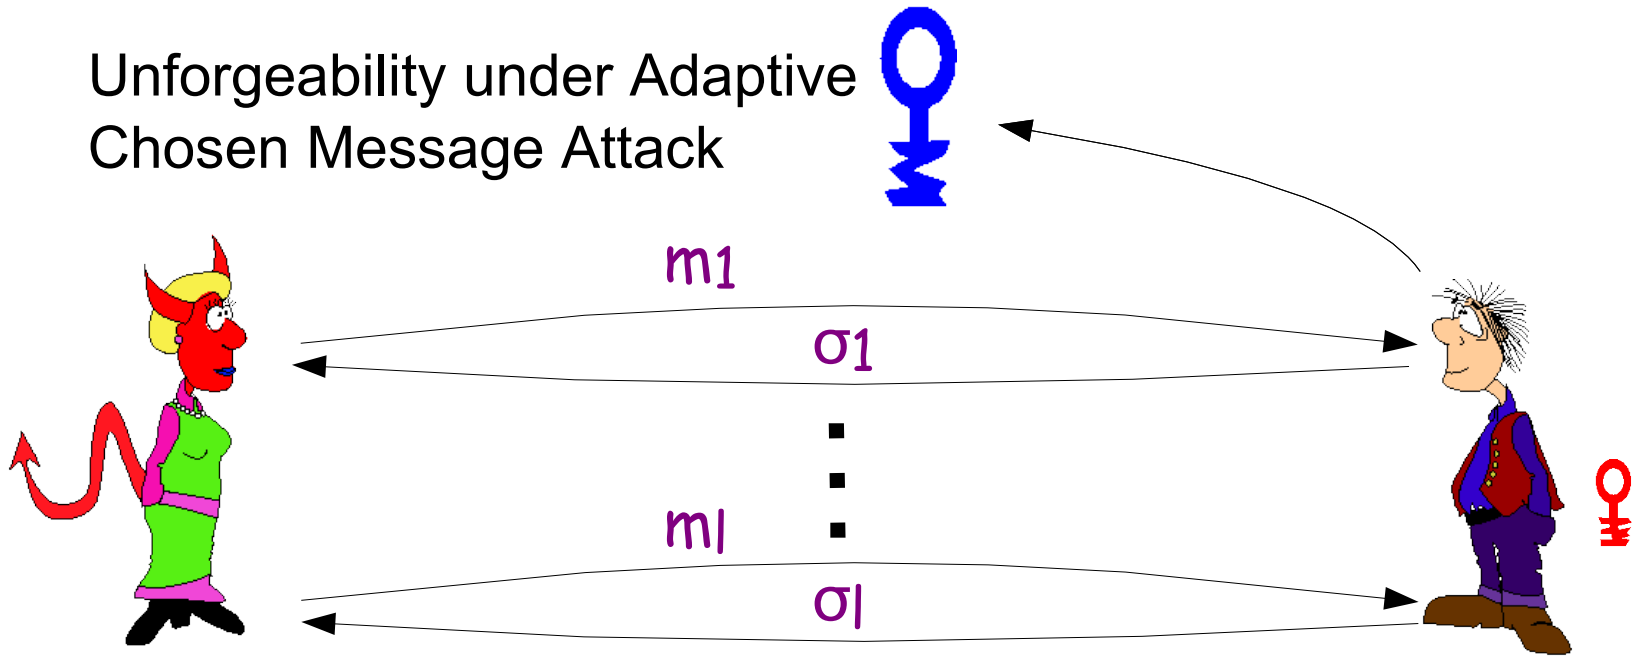 Unforgeability under Adaptive
Chosen Message Attack
m1
σ1
ml
σl